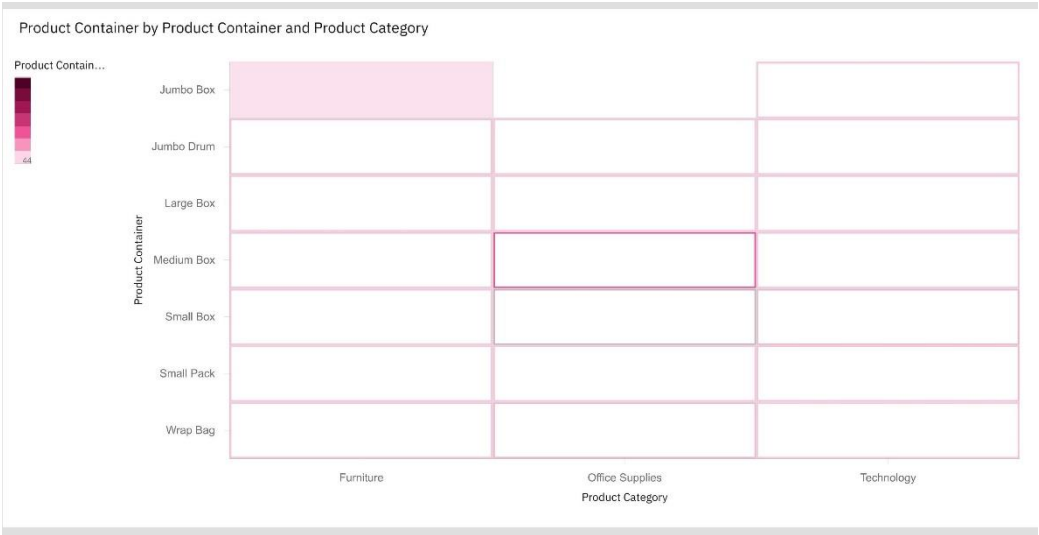 Product Container by Product Container and Product Category
Product Contain...
44
Jumbo Box
Jumbo Drum
Large Box
Medium Box
Small Box
Small Pack
Wrap Bag
Product Container
Furniture
Office Supplies
Technology
Product Category